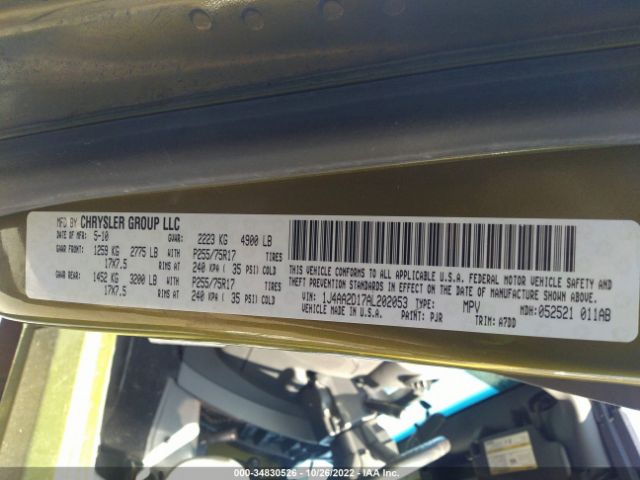 MFD BY CHRYSLER GROUP LLC
DATE OF MFR: 5-10 GVWR: 2223 KG 4900 LB
GAWR FRONT: 1259 KG 2775 LB WITH P255/75R17 TIRES
17X7.5 RIMS AT 240 KPA ( 35 PSI) COLD
GAWR REAR: 1452 KG 3200 LB WITH P255/75R17 TIRES
17X7.5 RIMS AT 240 KPA ( 35 PSI) COLD
THIS VEHICLE CONFORMS TO ALL APPLICABLE U.S.A. FEDERAL MOTOR VEHICLE SAFETY AND
THEFT PREVENTION STANDARDS IN EFFECT ON THE DATE OF MANUFACTURE SHOWN ABOVE.
VIN: 1J4AA2D17AL202053 TYPE: MPV MDH: 052521 011AB
VEHICLE MADE IN U.S.A. PAINT: PJR TRIM: A7DD
000-34830526 - 10/26/2022 - IAA Inc.